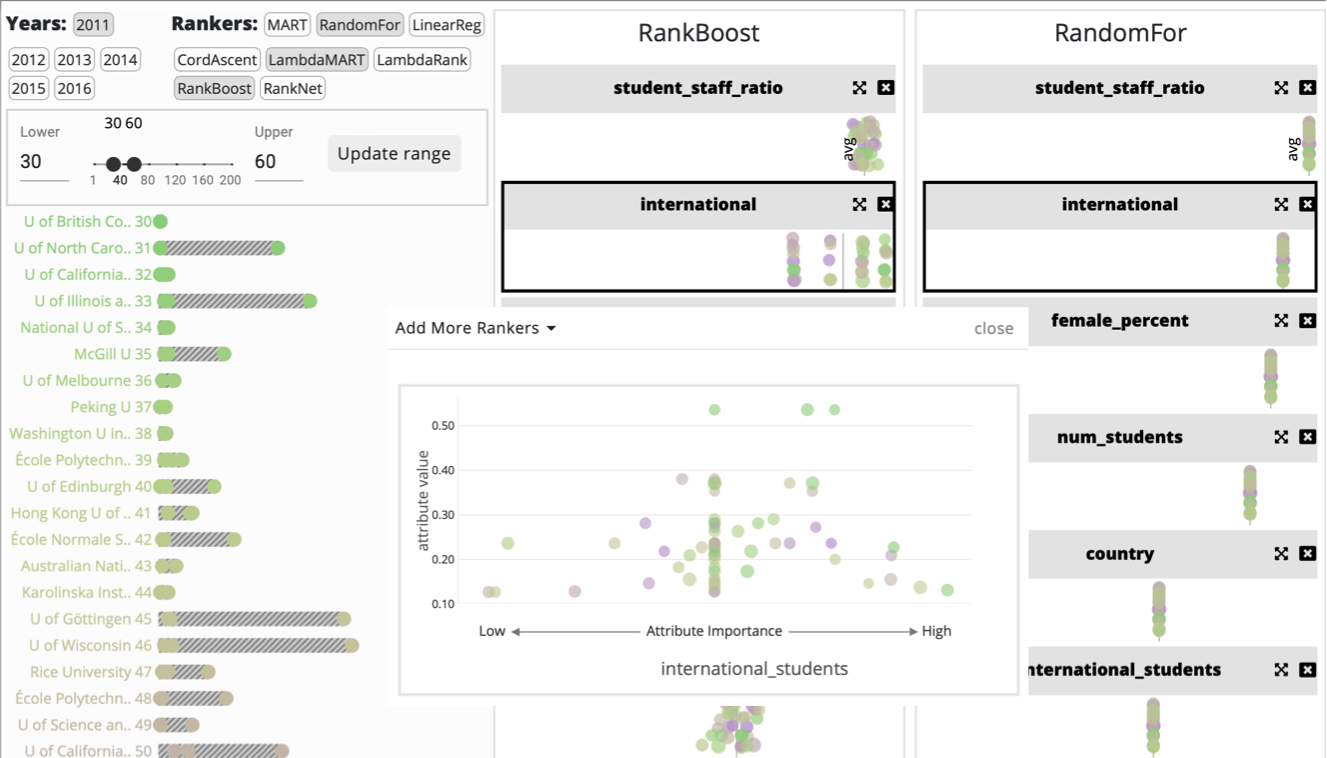 Years: 2011
2012 2013 2014
2015 2016
Rankers: MART RandomFor LinearReg
CordAscent LambdaMART LambdaRank
RankBoost RankNet
30 60
Lower
30
1 40 80 120 160 200
Upper
60
Update range
U of British Co.. 30
U of North Caro.. 31
U of California.. 32
U of Illinois a.. 33
National U of S.. 34
McGill U 35
U of Melbourne 36
Peking U 37
Washington U in.. 38
École Polytechn.. 39
U of Edinburgh 40
Hong Kong U of .. 41
École Normale S.. 42
Australian Nati.. 43
Karolinska Inst.. 44
U of Göttingen 45
U of Wisconsin 46
Rice University 47
École Polytechn.. 48
U of Science an.. 49
U of California.. 50
RankBoost
student_staff_ratio
avg
international
RandomFor
student_staff_ratio
avg
international
female_percent
num_students
country
nternational_students
Add More Rankers
close
attribute value
0.50
0.40
0.30
0.20
0.10
Low Attribute Importance High
international_students